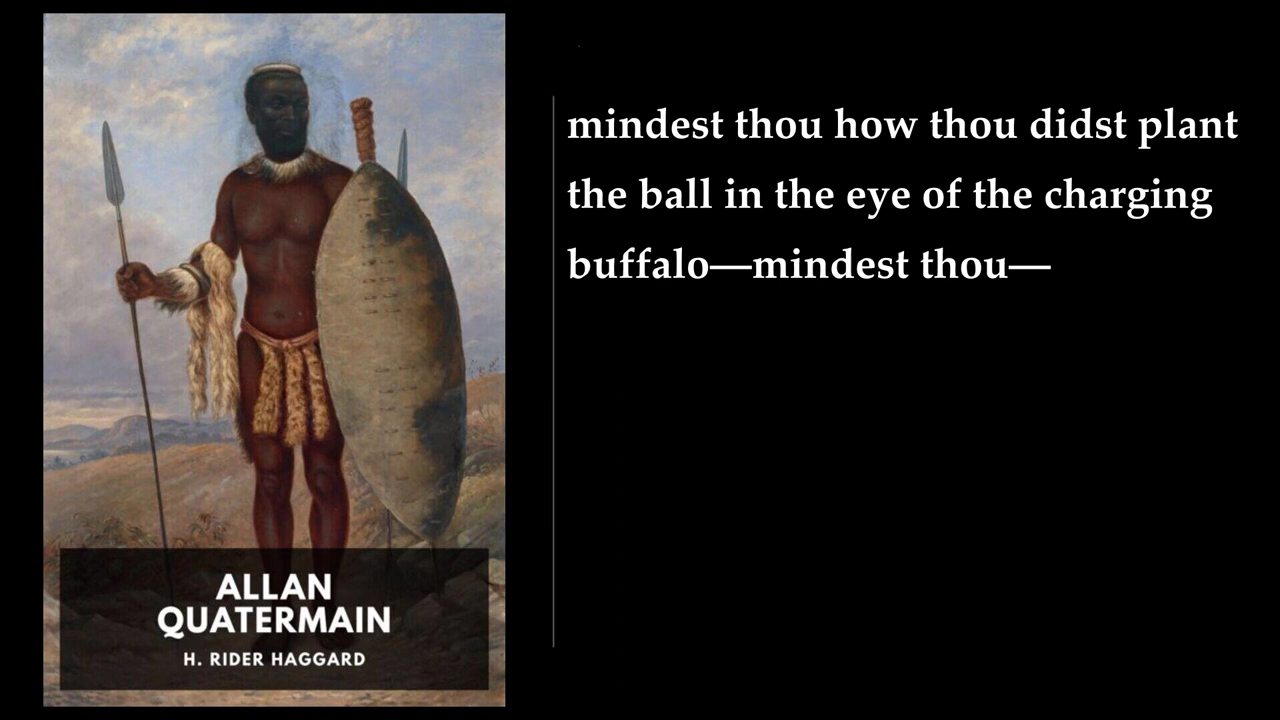 mindest thou how thou didst plant
the ball in the eye of the charging
buffalo—mindest thou—
ALLAN
QUATERMAIN
H. RIDER HAGGARD